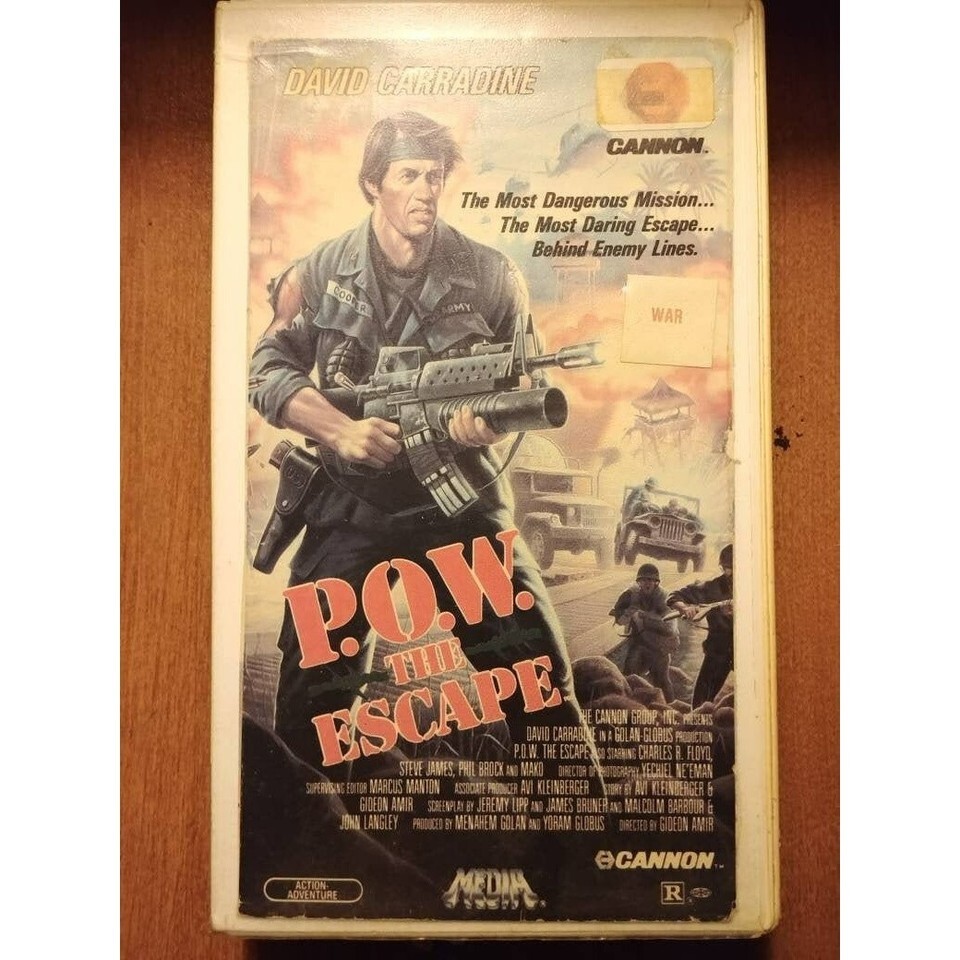 DAVID CARRADINE
CANNON™
The Most Dangerous Mission...
The Most Daring Escape...
Behind Enemy Lines.
COOPER
ARMY
WAR
P.O.W.
THE
ESCAPE
THE CANNON GROUP, INC. PRESENTS
DAVID CARRADINE IN A GOLAN-GLOBUS PRODUCTION
P.O.W. THE ESCAPE ALSO STARRING CHARLES R. FLOYD,
STEVE JAMES, PHIL BROCK AND MAKO DIRECTOR OF PHOTOGRAPHY YECHIEL NE'EMAN
SUPERVISING EDITOR MARCUS MANTON ASSOCIATE PRODUCER AVI KLEINBERGER STORY BY AVI KLEINBERGER &
GIDEON AMIR SCREENPLAY BY JEREMY LIPP AND JAMES BRUNER AND MALCOLM BARBOUR &
JOHN LANGLEY PRODUCED BY MENAHEM GOLAN AND YORAM GLOBUS DIRECTED BY GIDEON AMIR
CANNON™
ACTION-
ADVENTURE
MEDIA.
R